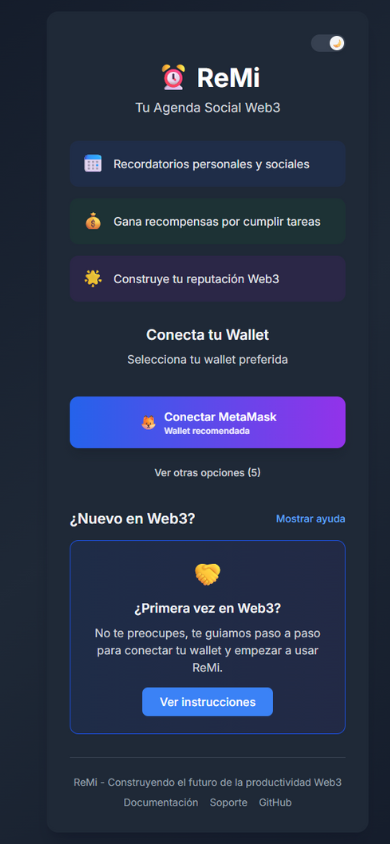 ReMi
Tu Agenda Social Web3
Recordatorios personales y sociales
Gana recompensas por cumplir tareas
Construye tu reputación Web3
Conecta tu Wallet
Selecciona tu wallet preferida
Conectar MetaMask
Wallet recomendada
Ver otras opciones (5)
¿Nuevo en Web3? Mostrar ayuda
¿Primera vez en Web3?
No te preocupes, te guiamos paso a paso
para conectar tu wallet y empezar a usar
ReMi.
Ver instrucciones
ReMi - Construyendo el futuro de la productividad Web3
Documentación Soporte GitHub